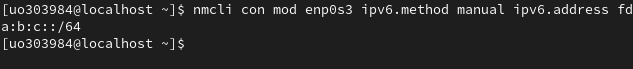 [uo303984@localhost ~]$ nmcli con mod enp0s3 ipv6.method manual ipv6.address fd
a:b:c::/64
[uo303984@localhost ~]$